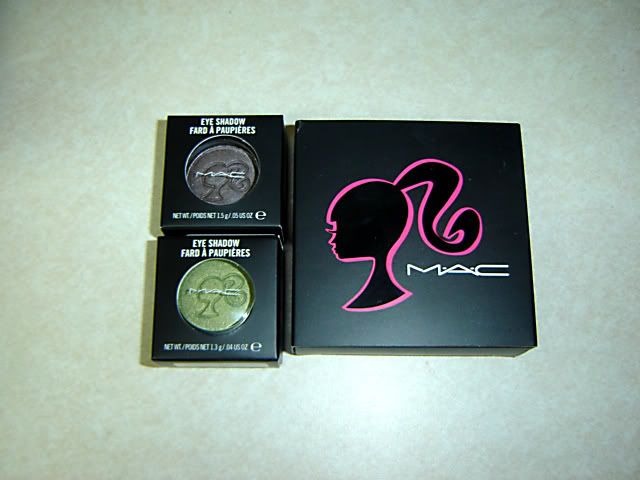 EYE SHADOW
FARD À PAUPIÈRES
MAC
NET WT./POIDS NET 1.5 g/.05 US OZ e
EYE SHADOW
FARD À PAUPIÈRES
MAC
NET WT./POIDS NET 1.3 g/.04 US OZ e
M·A·C